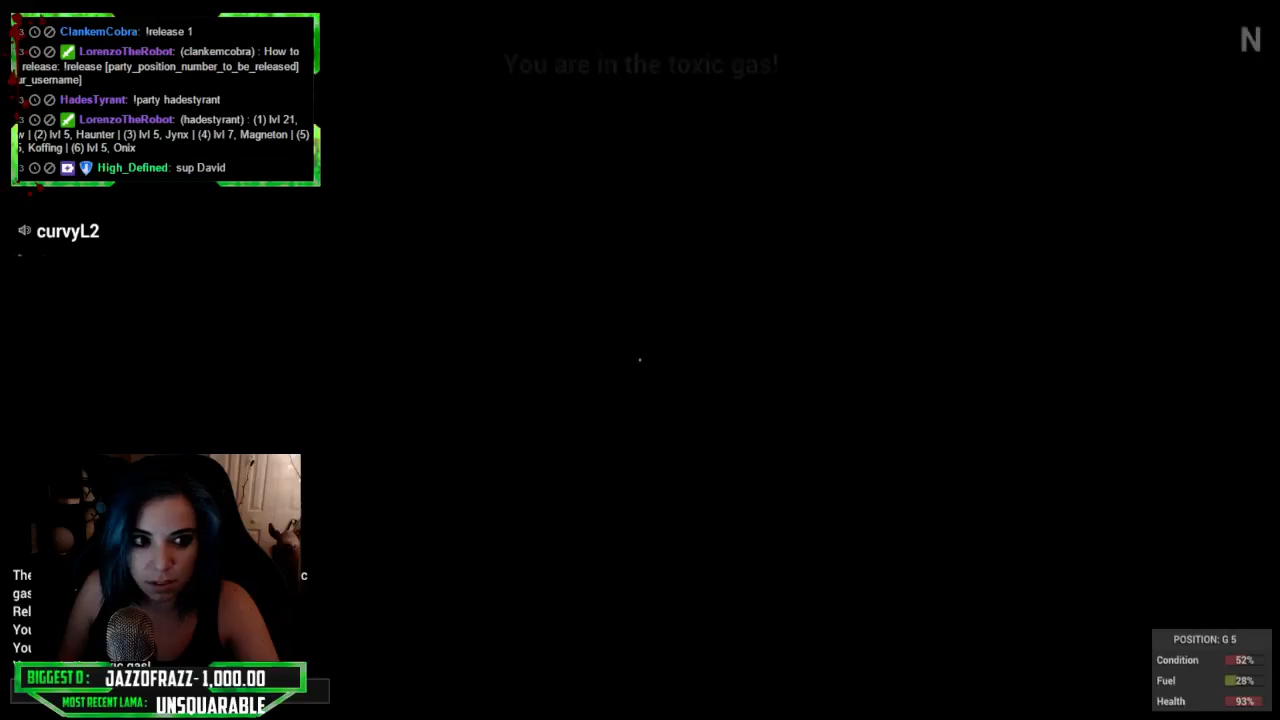 ClankemCobra: !release 1
LorenzoTheRobot: (clankemcobra) : How to
release: !release [party_position_number_to_be_released]
ur_username]
HadesTyrant: !party hadestyrant
LorenzoTheRobot: (hadestyrant) : (1) lvl 21,
| (2) lvl 5, Haunter | (3) lvl 5, Jynx | (4) lvl 7, Magneton | (5)
Koffing | (6) lvl 5, Onix
High_Defined: sup David
You are in the toxic gas!
N
curvyL2
The
gas
Rel
You
You
BIGGEST D : JAZZOFRAZZ- 1,000.00
MOST RECENT LAMA : UNSQUARABLE
POSITION: G 5
Condition 52%
Fuel 28%
Health 93%